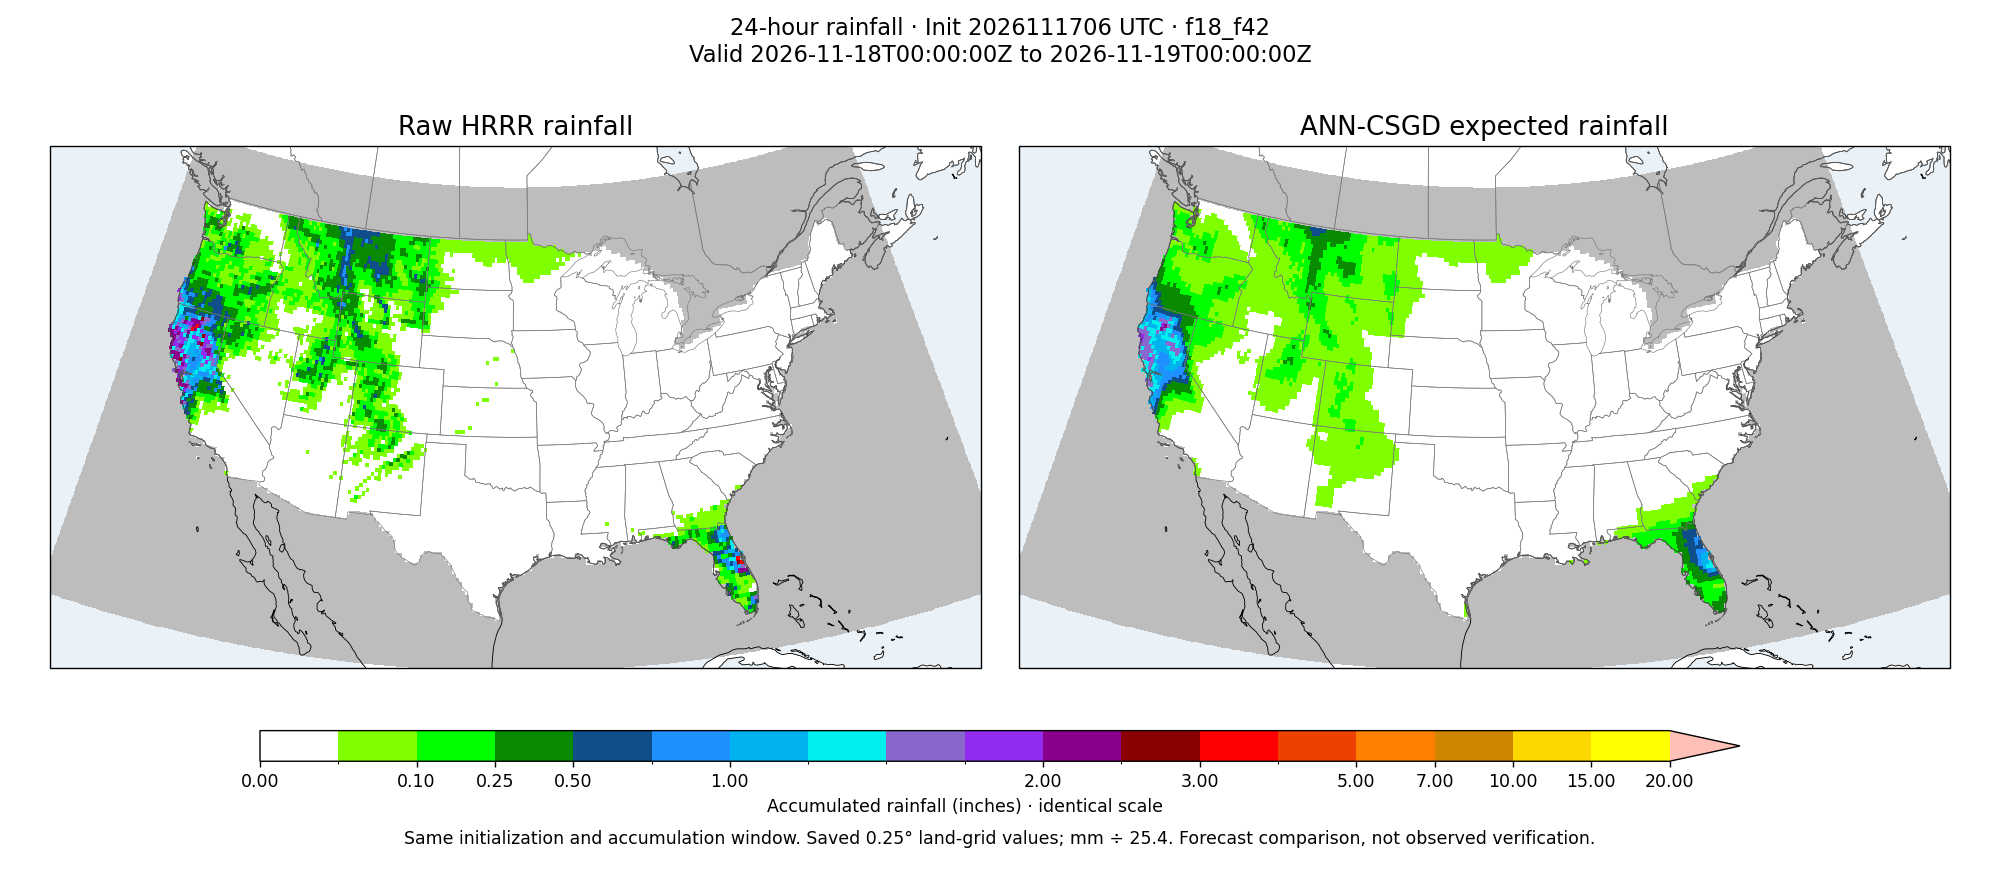 24-hour rainfall · Init 2026111706 UTC · f18_f42
Valid 2026-11-18T00:00:00Z to 2026-11-19T00:00:00Z
Raw HRRR rainfall
ANN-CSGD expected rainfall
0.00 0.10 0.25 0.50 1.00 2.00 3.00 5.00 7.00 10.00 15.00 20.00
Accumulated rainfall (inches) · identical scale
Same initialization and accumulation window. Saved 0.25° land-grid values; mm ÷ 25.4. Forecast comparison, not observed verification.